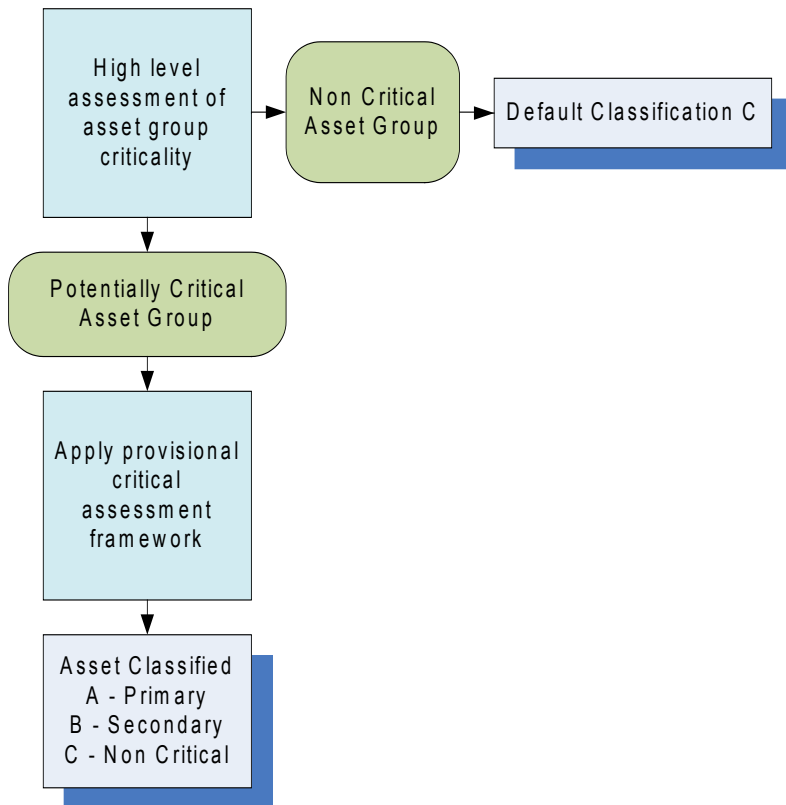 High level
assessment of
asset group
criticality
Non Critical
Asset Group
Default Classification C
Potentially Critical
Asset Group
Apply provisional
critical
assessment
framework
Asset Classified
A - Primary
B - Secondary
C - Non Critical